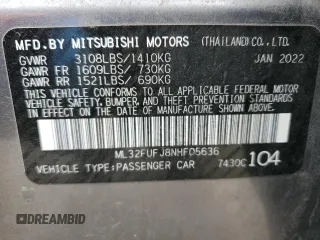 MFD.BY MITSUBISHI MOTORS (THAILAND)CO.,LTD.
GVWR 3108LBS/1410KG JAN 2022
GAWR FR 1609LBS/ 730KG
GAWR RR 1521LBS/ 690KG
THIS VEHICLE CONFORMS TO ALL APPLICABLE FEDERAL MOTOR
VEHICLE SAFETY, BUMPER, AND THEFT PREVENTION STANDARDS
IN EFFECT ON THE DATE OF MANUFACTURE SHOWN ABOVE.
ML32FUFJ8NHF05636
VEHICLE TYPE:PASSENGER CAR 7430C 104
©DREAMBID
DREAMBID